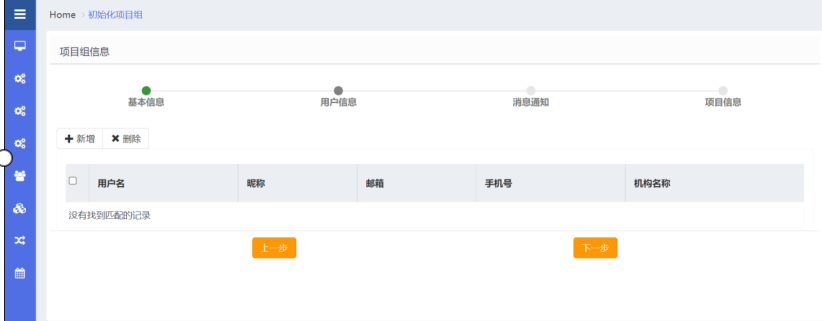 Home > 初始化项目组
项目组信息
基本信息 用户信息 消息通知 项目信息
新增 删除
用户名 昵称 邮箱 手机号 机构名称
没有找到匹配的记录
上一步 下一步